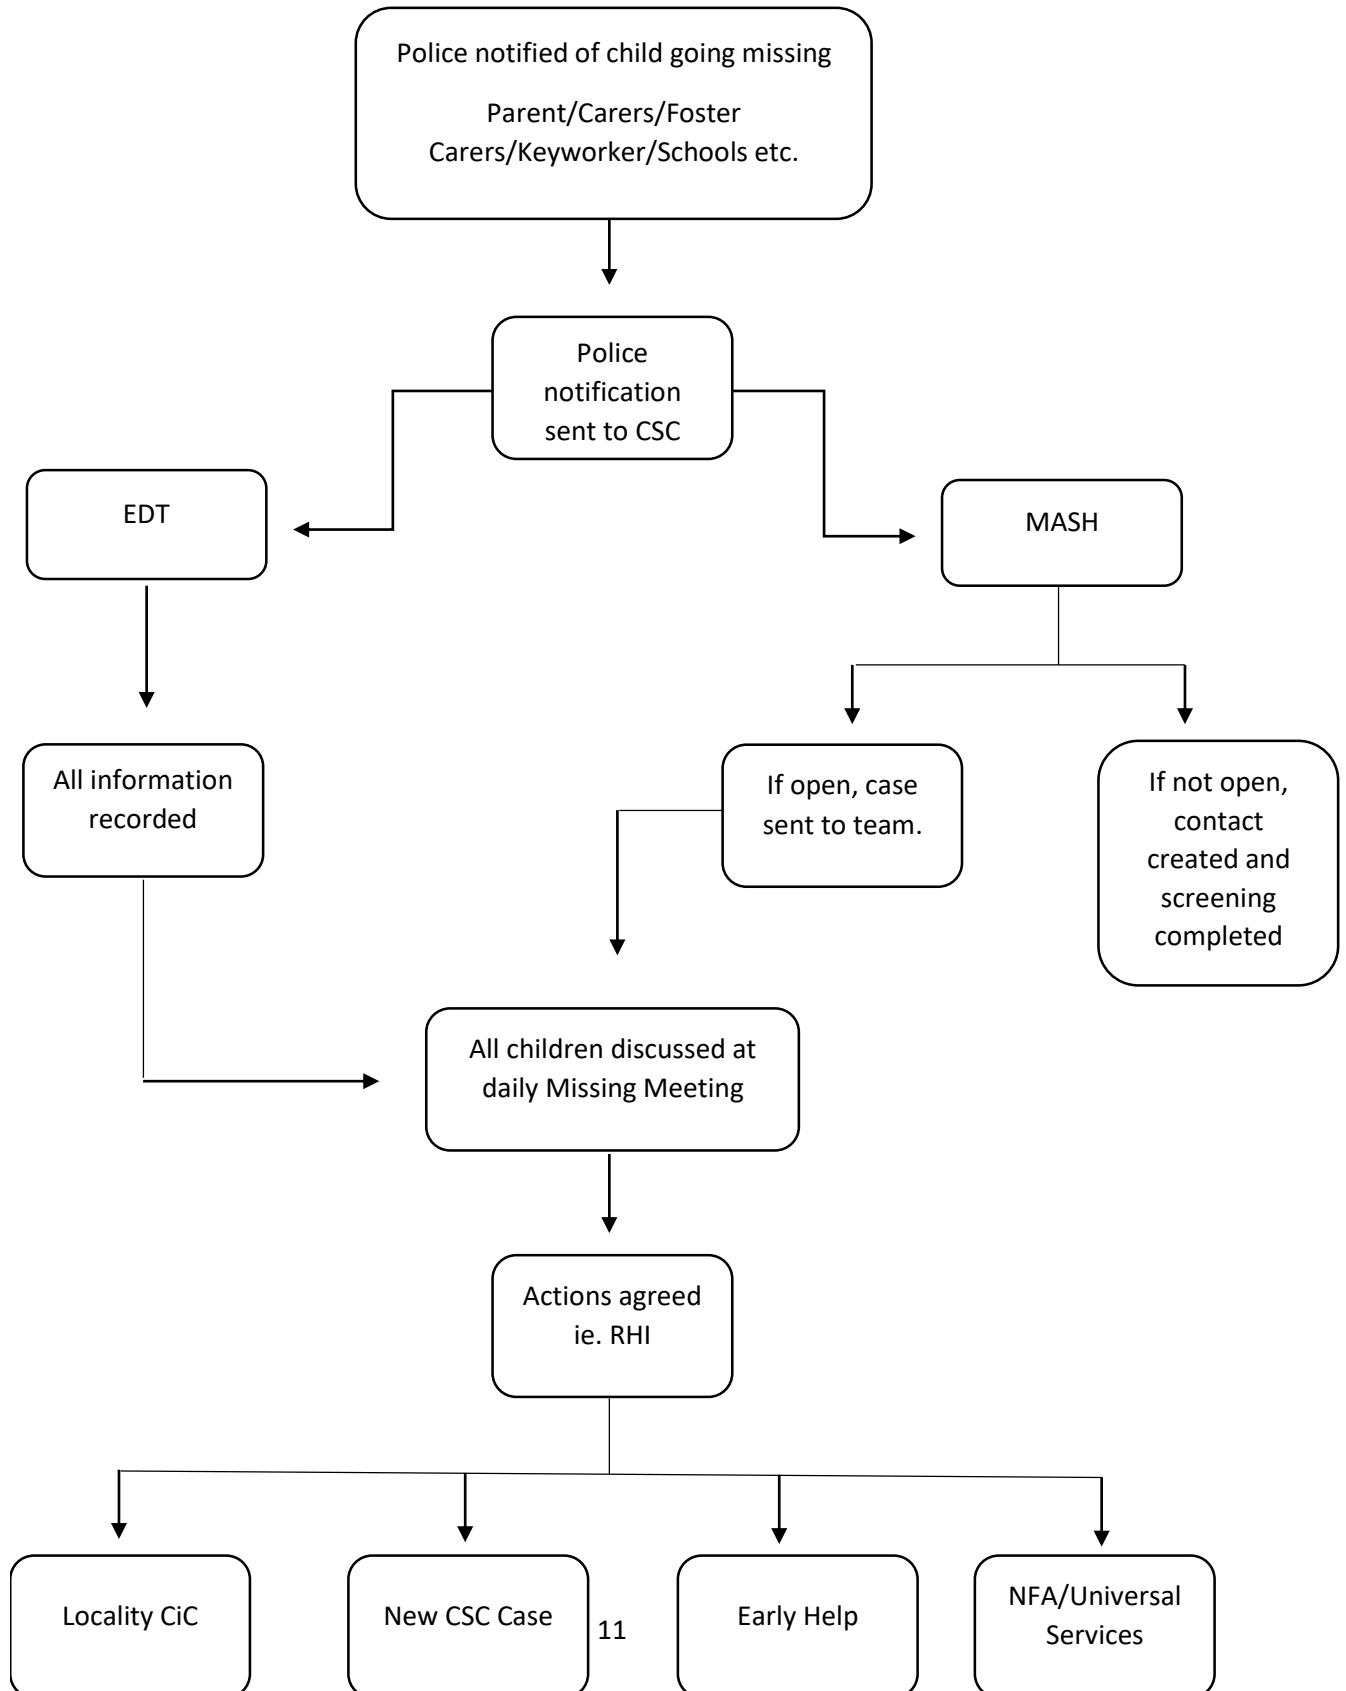 Police notified of child going missing
Parent/Carers/Foster
Carers/Keyworker/Schools etc.
Police
notification
sent to CSC
EDT
MASH
All information
recorded
If open, case
sent to team.
If not open,
contact
created and
screening
completed
All children discussed at
daily Missing Meeting
Actions agreed
ie. RHI
Locality CiC
New CSC Case
Early Help
NFA/Universal
Services
11